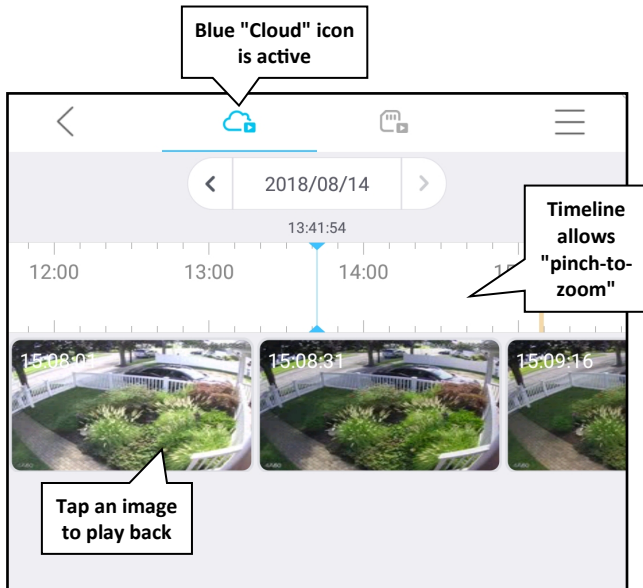 Blue "Cloud" icon
is active
2018/08/14
13:41:54
Timeline
allows
"pinch-to-
zoom"
12:00
13:00
14:00
15:08:01
15:08:31
15:09:16
Tap an image
to play back